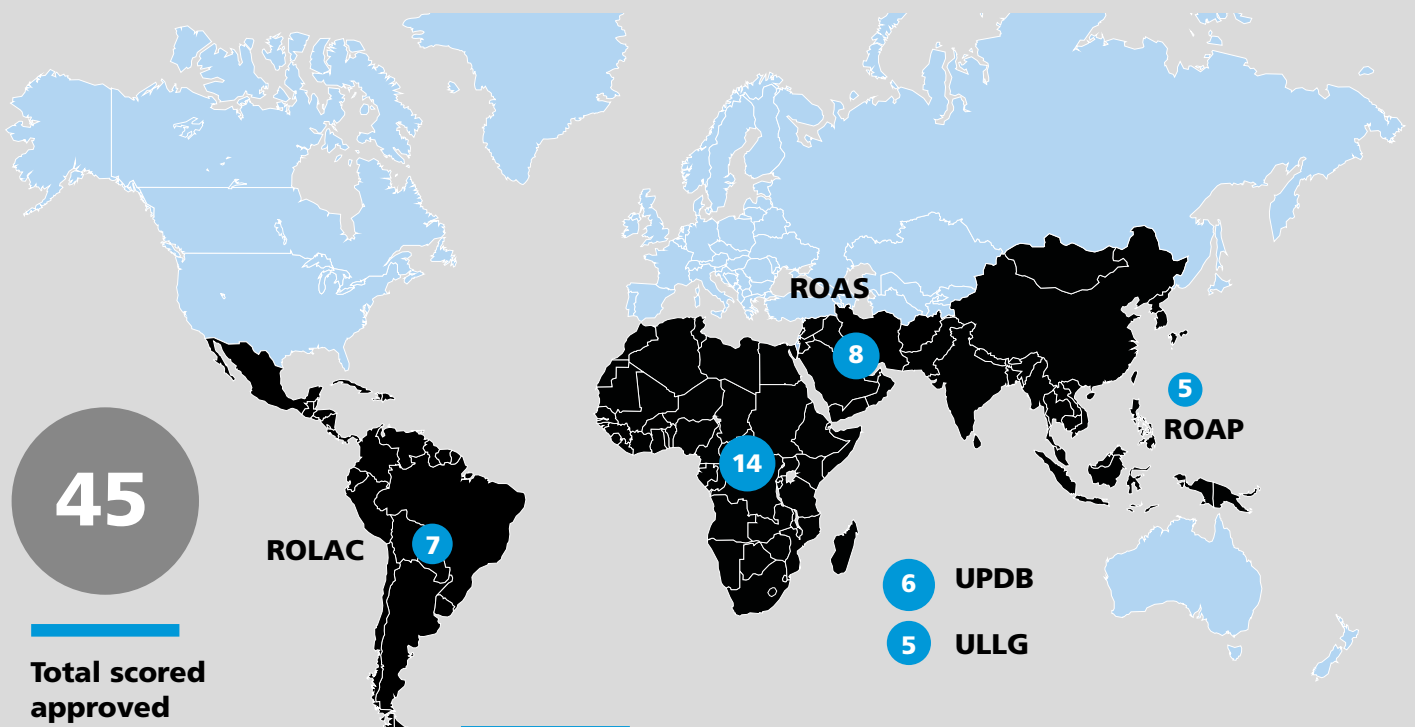 ROAS
8
5
ROAP
14
45
7
ROLAC
6 UPDB
5 ULLG
Total scored
approved